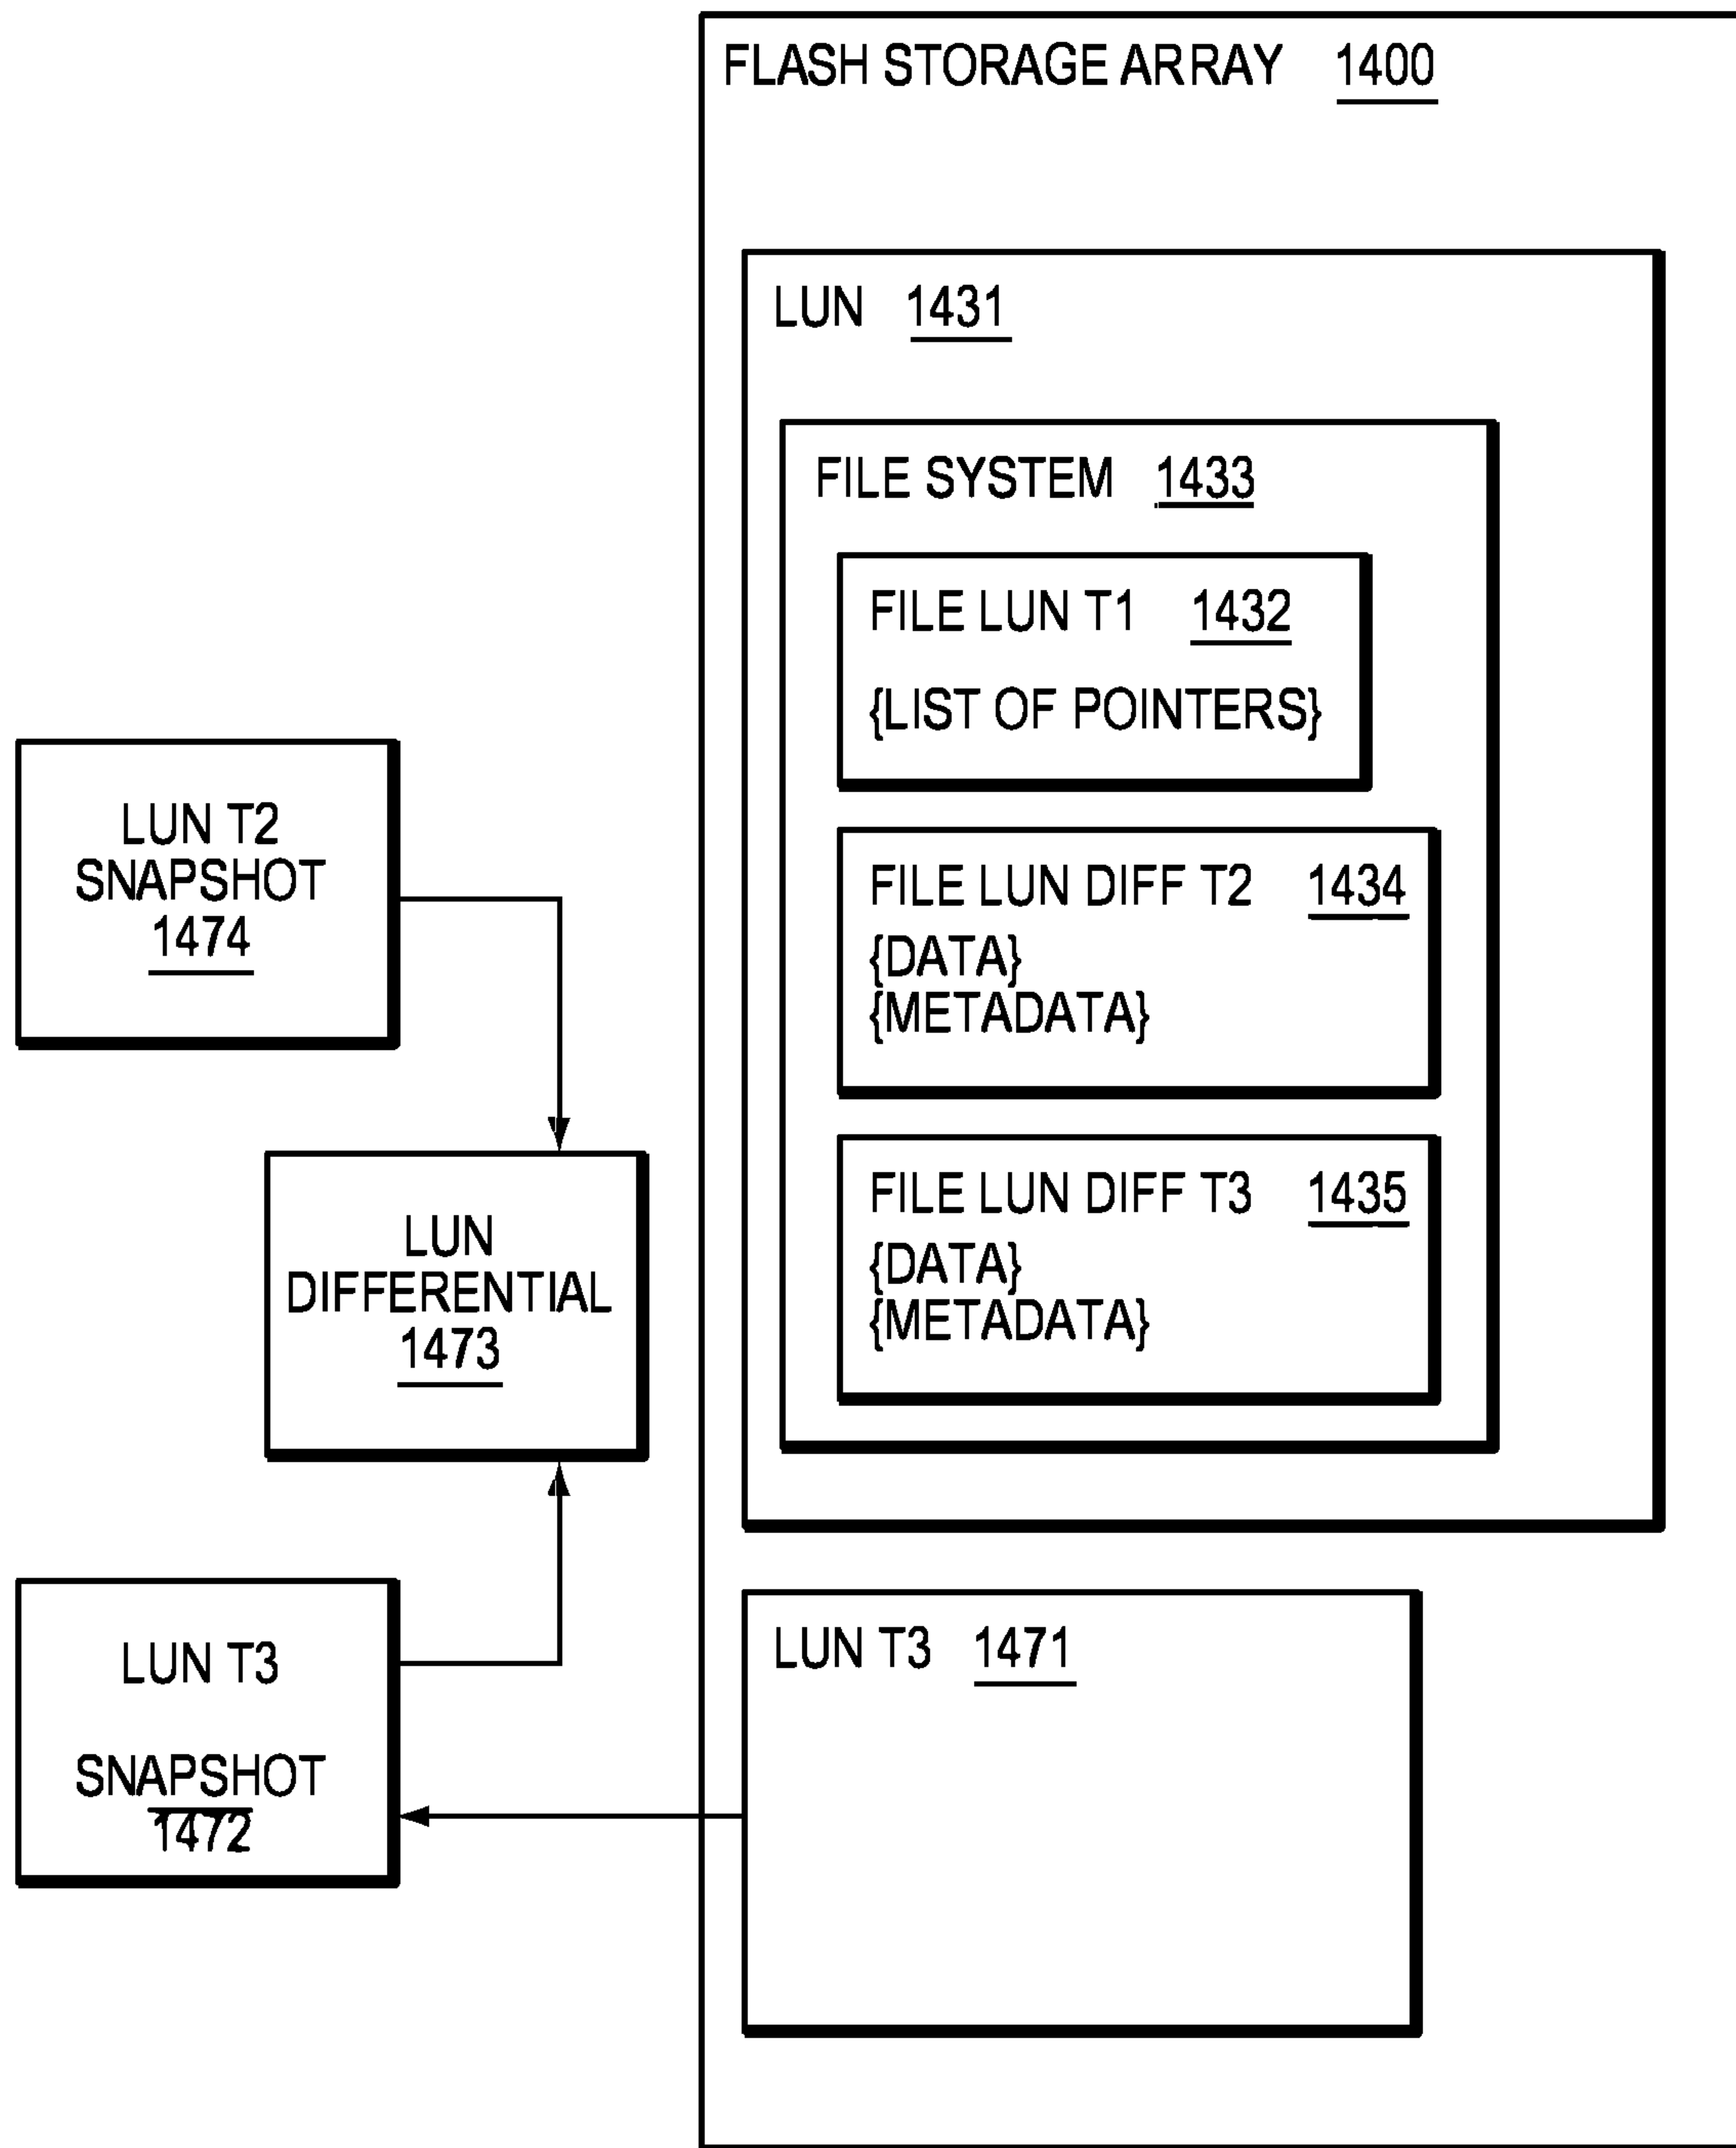 FLASH STORAGE ARRAY 1400
LUN 1431
FILE SYSTEM 1433
FILE LUN T1 1432
{LIST OF POINTERS}
FILE LUN DIFF T2 1434
{DATA}
{METADATA}
FILE LUN DIFF T3 1435
{DATA}
{METADATA}
LUN T2
SNAPSHOT
1474
LUN
DIFFERENTIAL
1473
LUN T3
SNAPSHOT
1472
LUN T3 1471